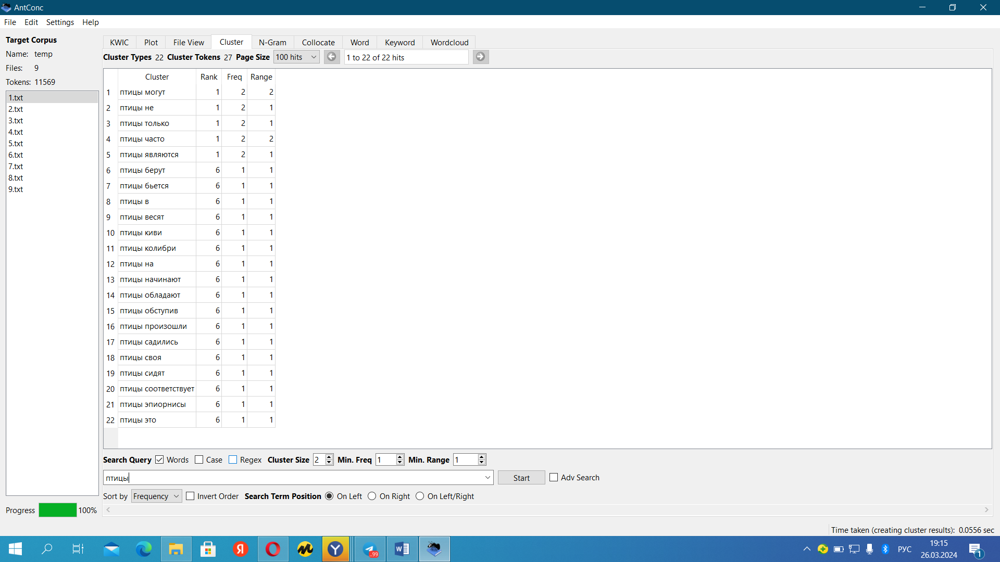 AntConc
File Edit Settings Help
Target Corpus
Name: temp
Files: 9
Tokens: 11569
1.txt
2.txt
3.txt
4.txt
5.txt
6.txt
7.txt
8.txt
9.txt
Progress 100%
KWIC Plot File View Cluster N-Gram Collocate Word Keyword Wordcloud
Cluster Types 22 Cluster Tokens 27 Page Size 100 hits 1 to 22 of 22 hits
Cluster Rank Freq Range
1 птицы могут 1 2 2
2 птицы не 1 2 1
3 птицы только 1 2 1
4 птицы часто 1 2 2
5 птицы являются 1 2 1
6 птицы берут 6 1 1
7 птицы бьется 6 1 1
8 птицы в 6 1 1
9 птицы весят 6 1 1
10 птицы киви 6 1 1
11 птицы колибри 6 1 1
12 птицы на 6 1 1
13 птицы начинают 6 1 1
14 птицы обладают 6 1 1
15 птицы обступив 6 1 1
16 птицы произошли 6 1 1
17 птицы садились 6 1 1
18 птицы своя 6 1 1
19 птицы сидят 6 1 1
20 птицы соответствует 6 1 1
21 птицы эпиорнисы 6 1 1
22 птицы это 6 1 1
Search Query Words Case Regex Cluster Size 2 Min. Freq 1 Min. Range 1
птицы Start Adv Search
Sort by Frequency Invert Order Search Term Position On Left On Right On Left/Right
Time taken (creating cluster results): 0.0556 sec
Я Y ..99 W РУС 19:15
26.03.2024 1